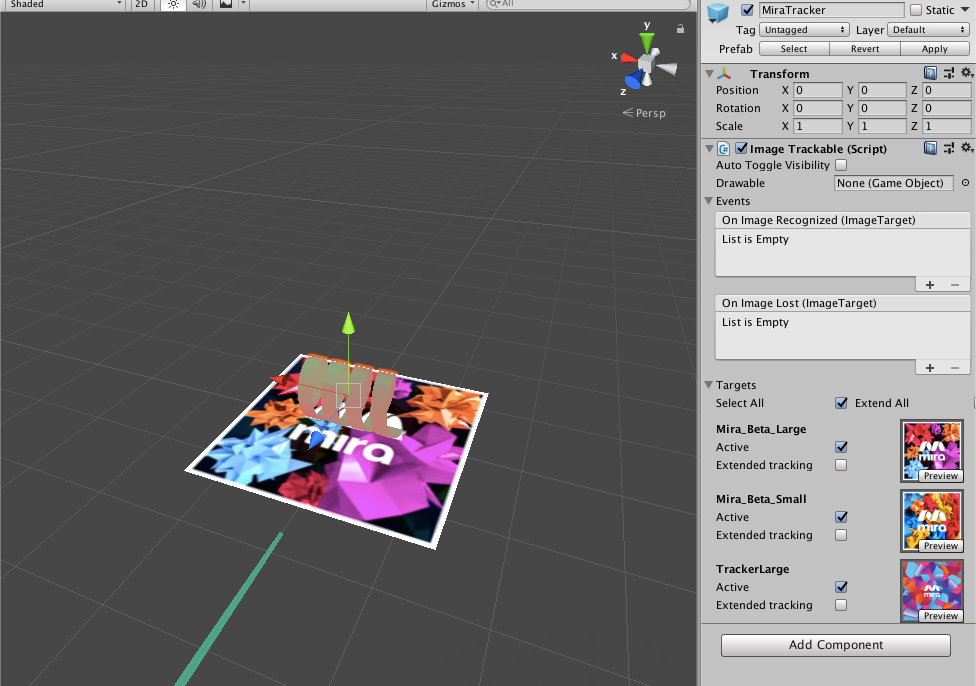 Shaded 2D Gizmos All
y
x
z
Persp
mira
MiraTracker Static
Tag Untagged Layer Default
Prefab Select Revert Apply
Transform
Position X 0 Y 0 Z 0
Rotation X 0 Y 0 Z 0
Scale X 1 Y 1 Z 1
Image Trackable (Script)
Auto Toggle Visibility
Drawable None (Game Object)
Events
On Image Recognized (ImageTarget)
List is Empty
+ −
On Image Lost (ImageTarget)
List is Empty
+ −
Targets
Select All Extend All
Mira_Beta_Large
Active
Extended tracking
mira
Preview
Mira_Beta_Small
Active
Extended tracking
mira
Preview
TrackerLarge
Active
Extended tracking
mira
Preview
Add Component